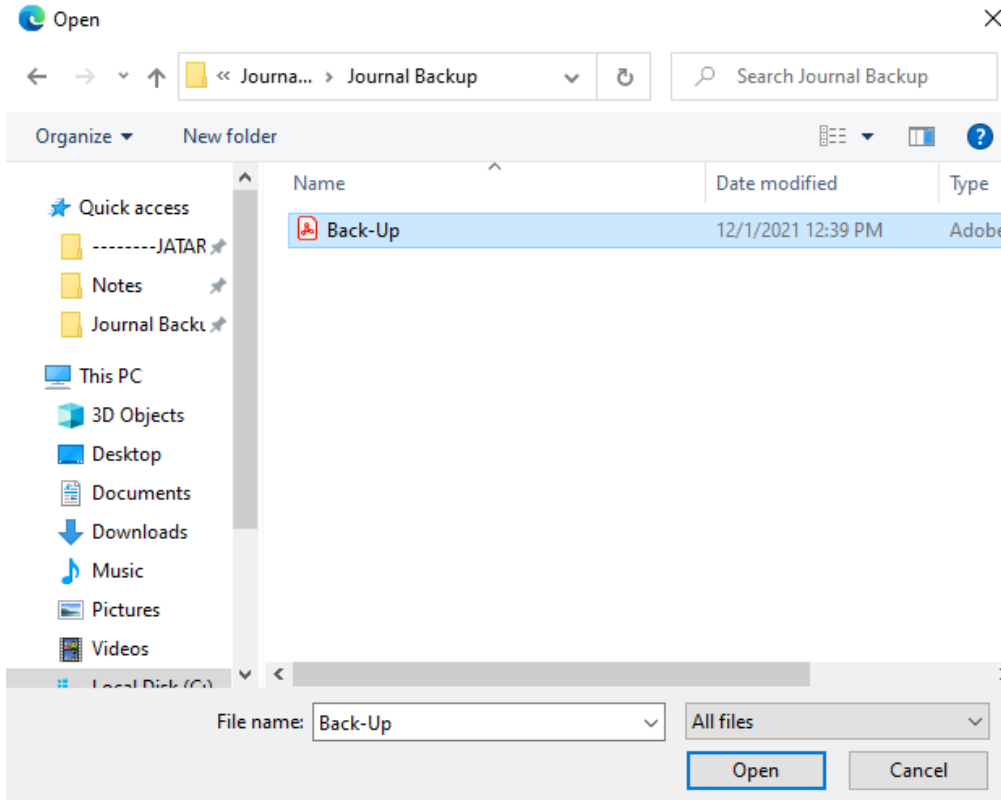 Open
« Journa... › Journal Backup
Search Journal Backup
Organize
New folder
Name
Date modified
Type
Quick access
--------JATAR
Notes
Journal Backu
This PC
3D Objects
Desktop
Documents
Downloads
Music
Pictures
Videos
Local Disk (C:)
Back-Up
12/1/2021 12:39 PM
Adobe
File name:
Back-Up
All files
Open
Cancel